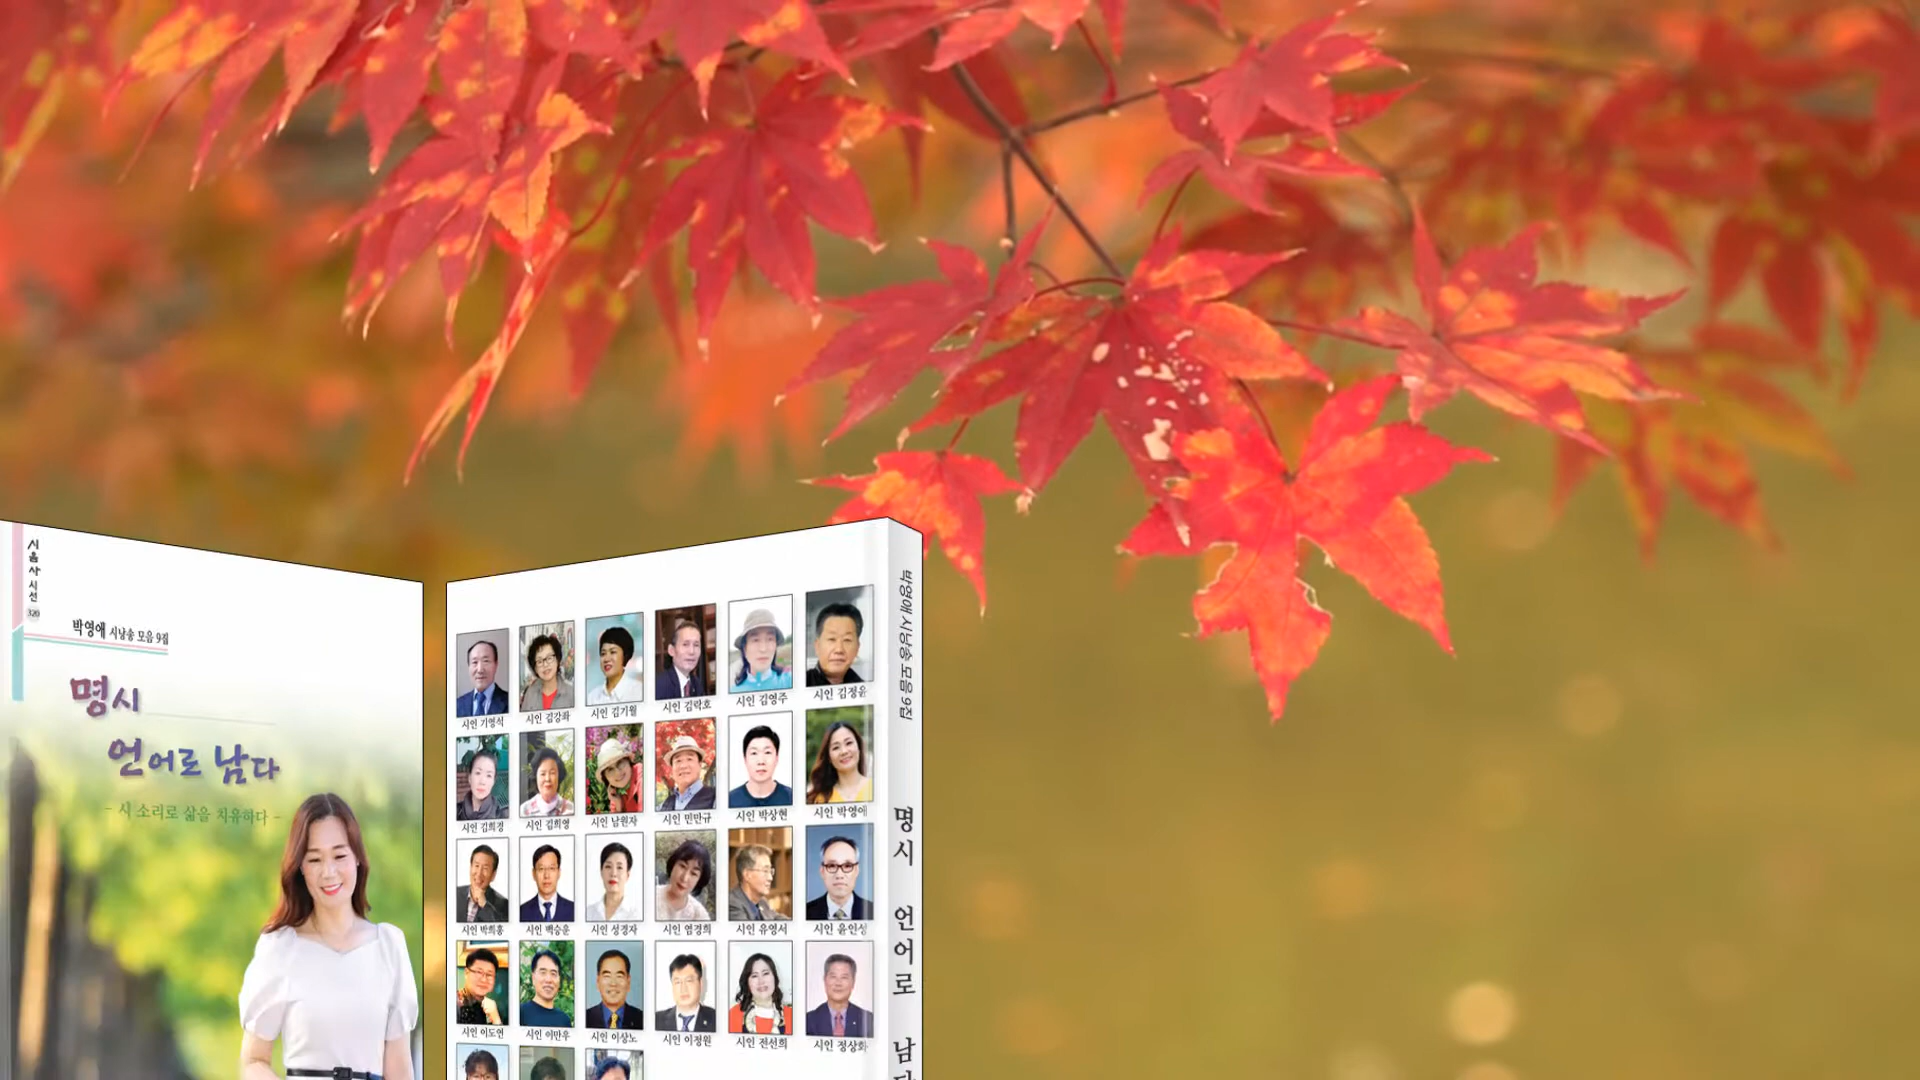 시음사 시선 320
박영애 시낭송 모음 9집
명시
언어로 남다
- 시 소리로 삶을 치유하다 -
시인 기영석 시인 김강좌 시인 김기월 시인 김락호 시인 김영주 시인 김정윤
시인 김희경 시인 김희영 시인 남원자 시인 민만규 시인 박상현 시인 박영애
시인 박희홍 시인 백승운 시인 성경자 시인 염경희 시인 유영서 시인 윤인성
시인 이도연 시인 이만우 시인 이상노 시인 이정원 시인 전선희 시인 정상화
박영애 시낭송 모음 9집
명시 언어로 남다